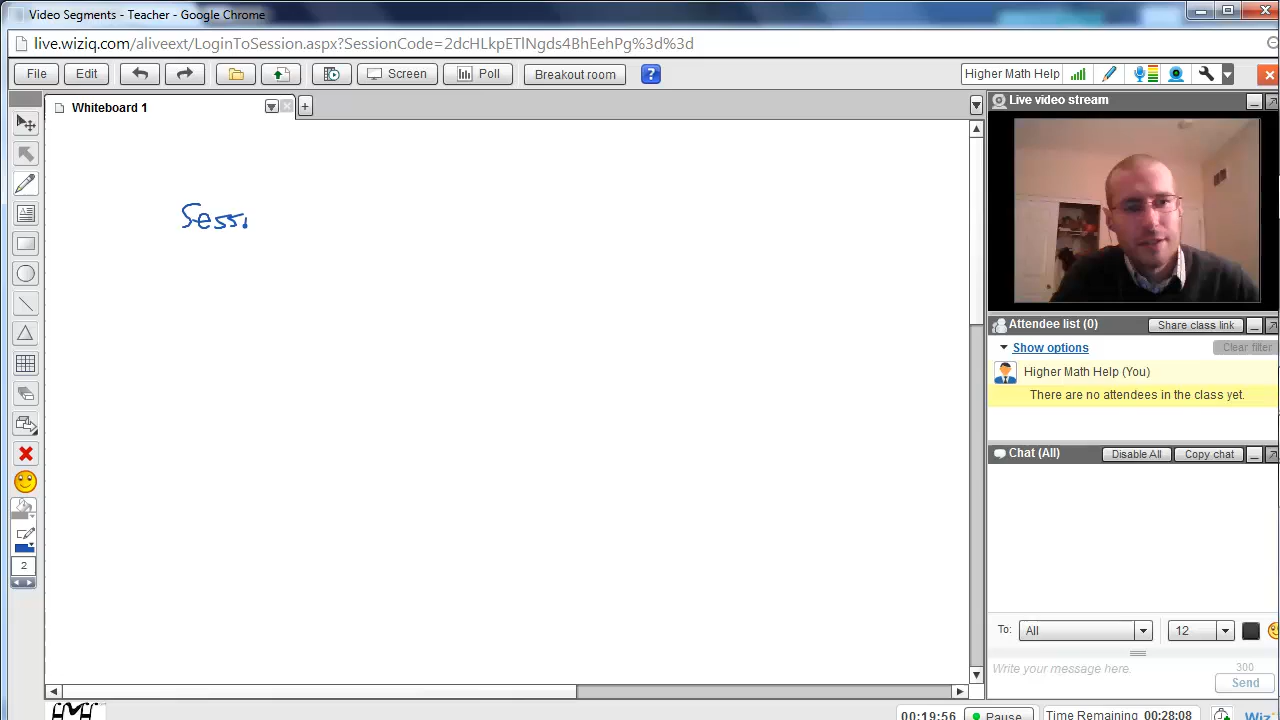 Video Segments - Teacher - Google Chrome
live.wiziq.com/aliveext/LoginToSession.aspx?SessionCode=2dcHLkpETlNgds4BhEehPg%3d%3d
File Edit Screen Poll Breakout room ? Higher Math Help
Whiteboard 1 +
Live video stream
Sessi
Attendee list (0) Share class link
Show options Clear filter
Higher Math Help (You)
There are no attendees in the class yet.
Chat (All) Disable All Copy chat
2
To: All 12
Write your message here. 300
Send
HMH
00:19:56 Pause Time Remaining 00:28:08 Wiz